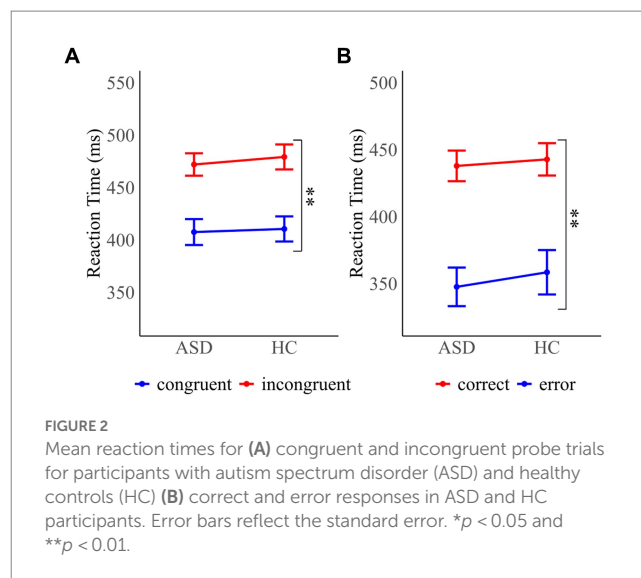 A
B
550
500
450
400
350
Reaction Time (ms)
**
ASD HC
congruent incongruent
500
450
400
350
Reaction Time (ms)
**
ASD HC
correct error
FIGURE 2
Mean reaction times for (A) congruent and incongruent probe trials
for participants with autism spectrum disorder (ASD) and healthy
controls (HC) (B) correct and error responses in ASD and HC
participants. Error bars reflect the standard error. *p < 0.05 and
**p < 0.01.